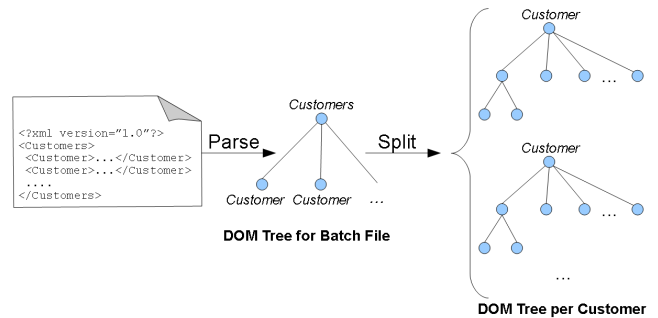 <?xml version="1.0"?>
<Customers>
<Customer>...</Customer>
<Customer>...</Customer>
....
</Customers>
Parse
Customers
Customer Customer ...
DOM Tree for Batch File
Split
Customer
...
Customer
...
...
DOM Tree per Customer